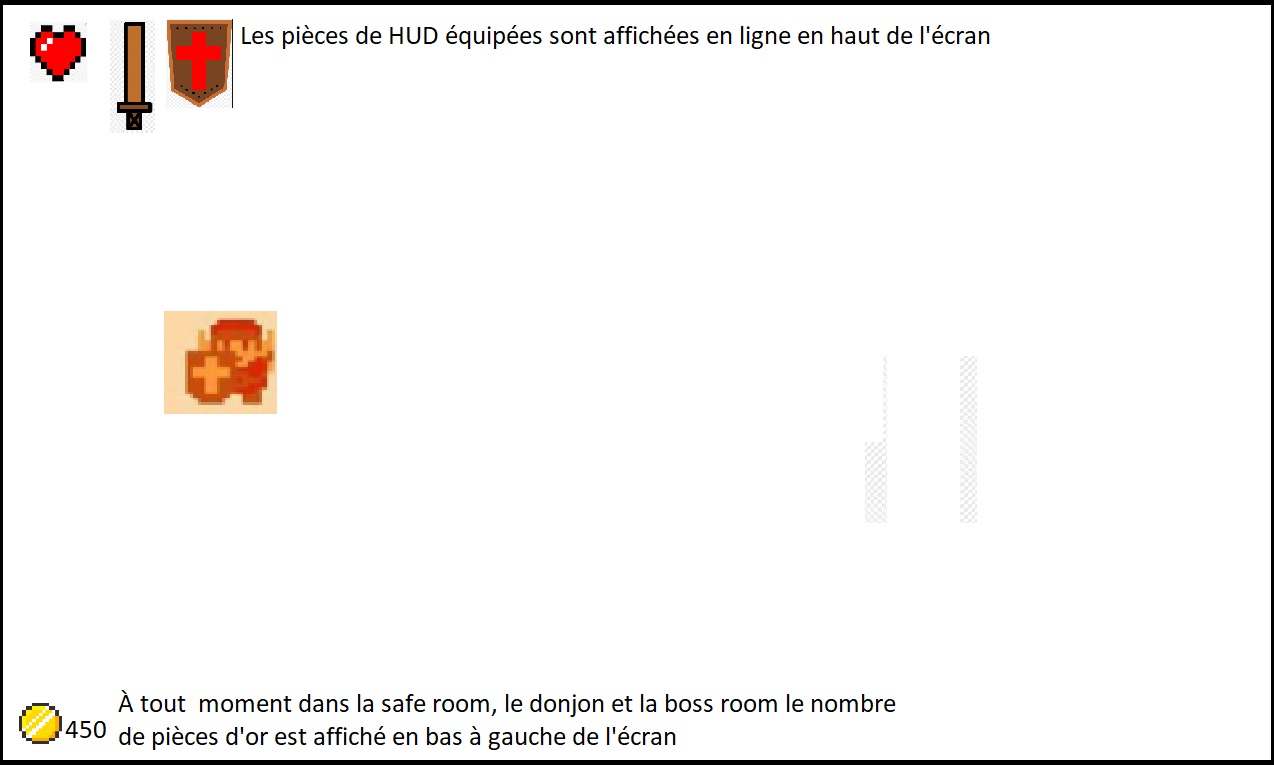 Les pièces de HUD équipées sont affichées en ligne en haut de l'écran
À tout  moment dans la safe room, le donjon et la boss room le nombre
450
de pièces d'or est affiché en bas à gauche de l'écran